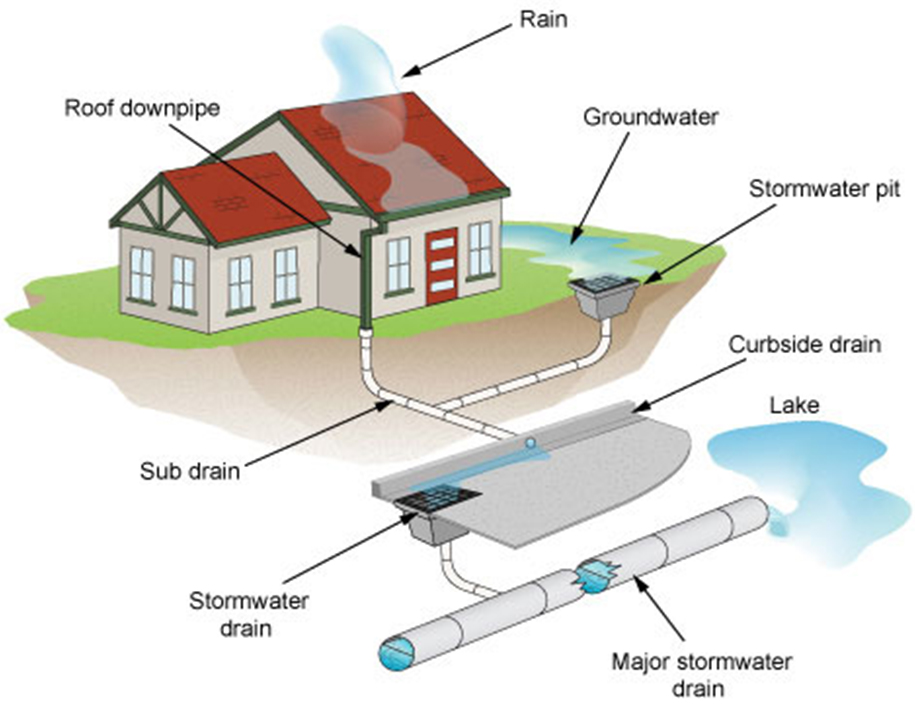 Rain
Roof downpipe
Groundwater
Stormwater pit
Curbside drain
Lake
Sub drain
Stormwater
drain
Major stormwater
drain